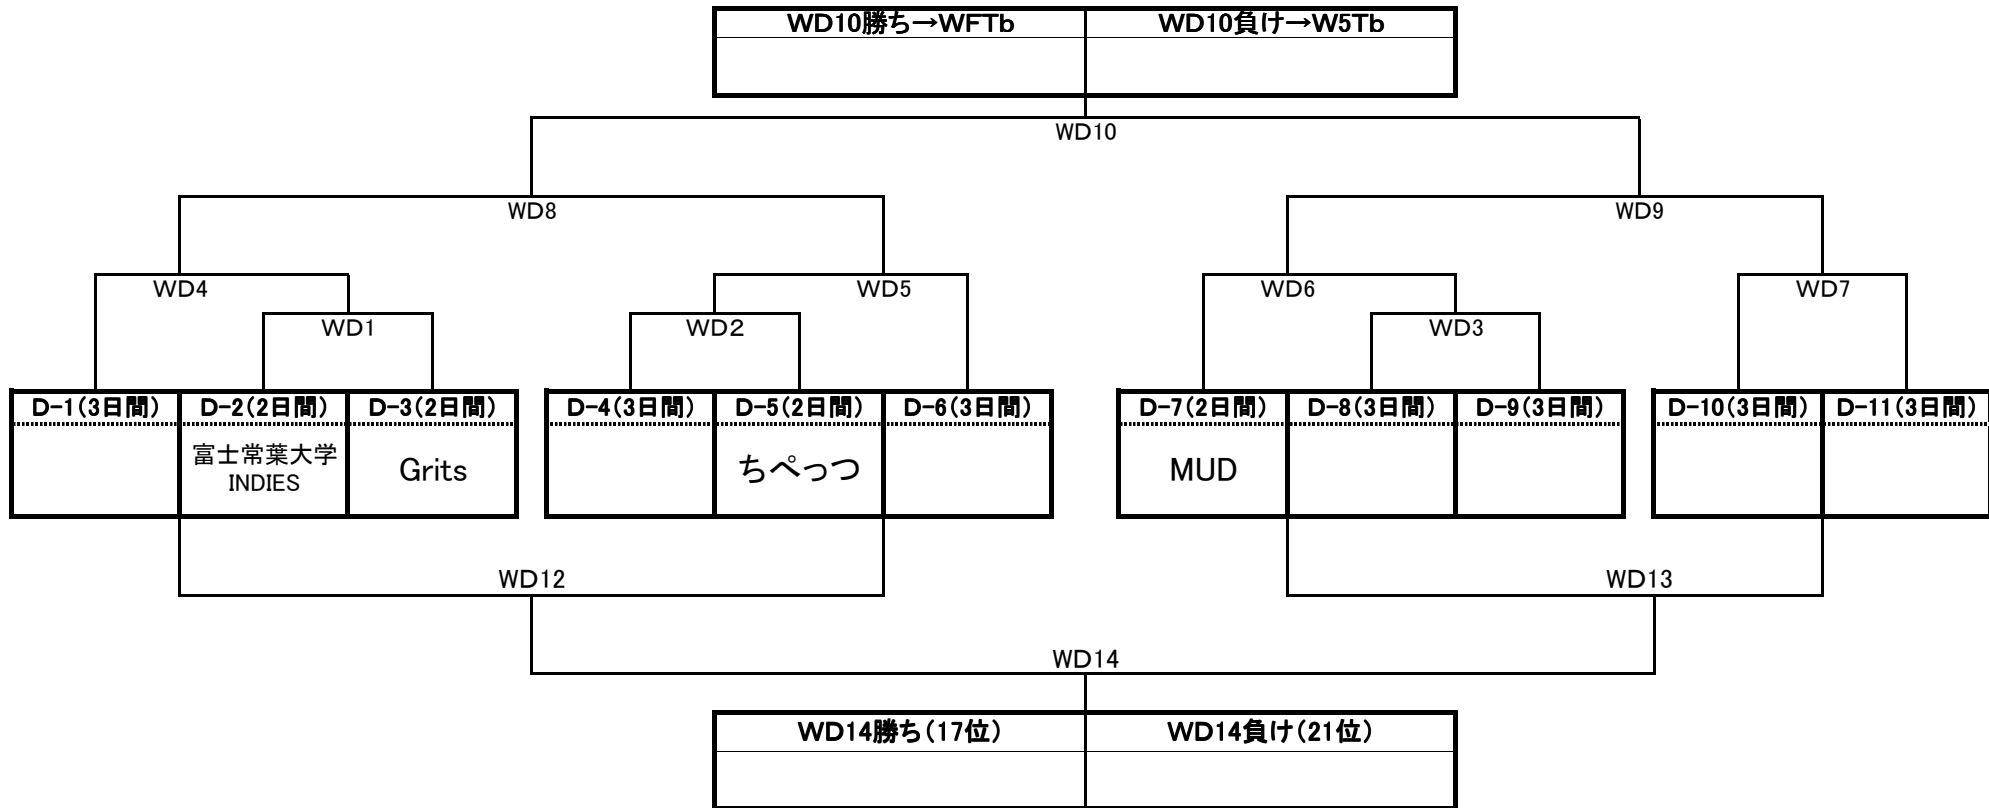 WD10勝ち→WFTb
WD10負け→W5Tb
WD10
WD8
WD9
WD4
WD5
WD6
WD7
WD1
WD2
WD3
D-1(3日間)
D-2(2日間)
D-3(2日間)
D-4(3日間)
D-5(2日間)
D-6(3日間)
D-7(2日間)
D-8(3日間)
D-9(3日間)
D-10(3日間)
D-11(3日間)
富士常葉大学
INDIES
Grits
ちぺっつ
MUD
WD12
WD13
WD14
WD14勝ち(17位)
WD14負け(21位)